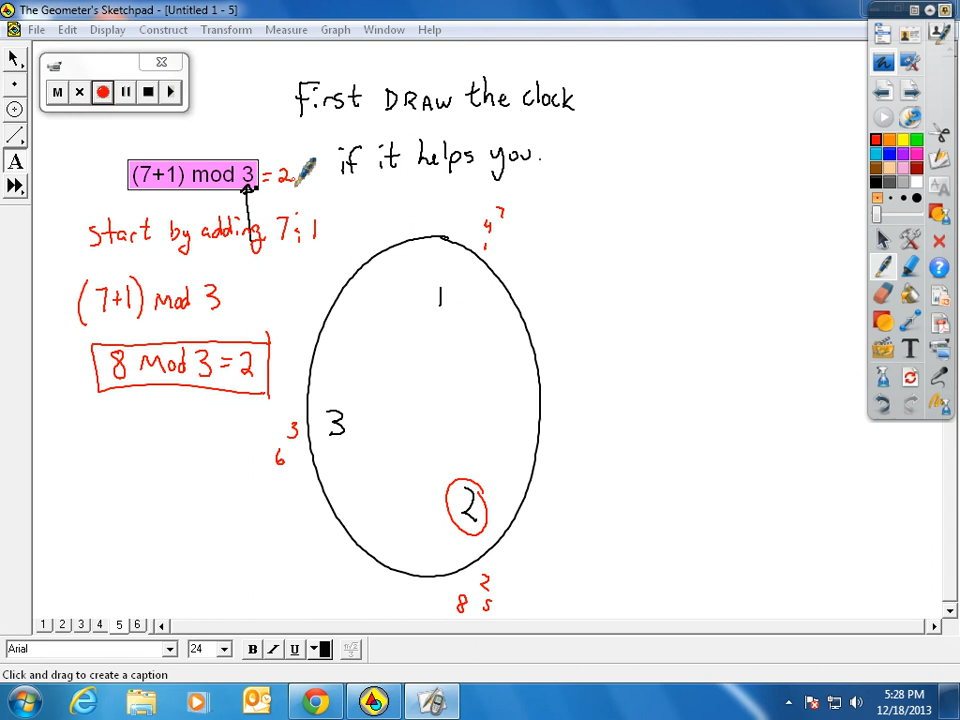 The Geometer's Sketchpad - [Untitled 1 - 5]
File Edit Display Construct Transform Measure Graph Window Help
M
First DRAW the clock
if it helps you.
(7+1) mod 3 = 2
start by adding 7 & 1
(7+1) mod 3
8 mod 3 = 2
7
4
1
1
3
3
6
2
2
8 5
A
T
1 2 3 4 5 6
Arial 24 B I U
Click and drag to create a caption
5:28 PM
12/18/2013